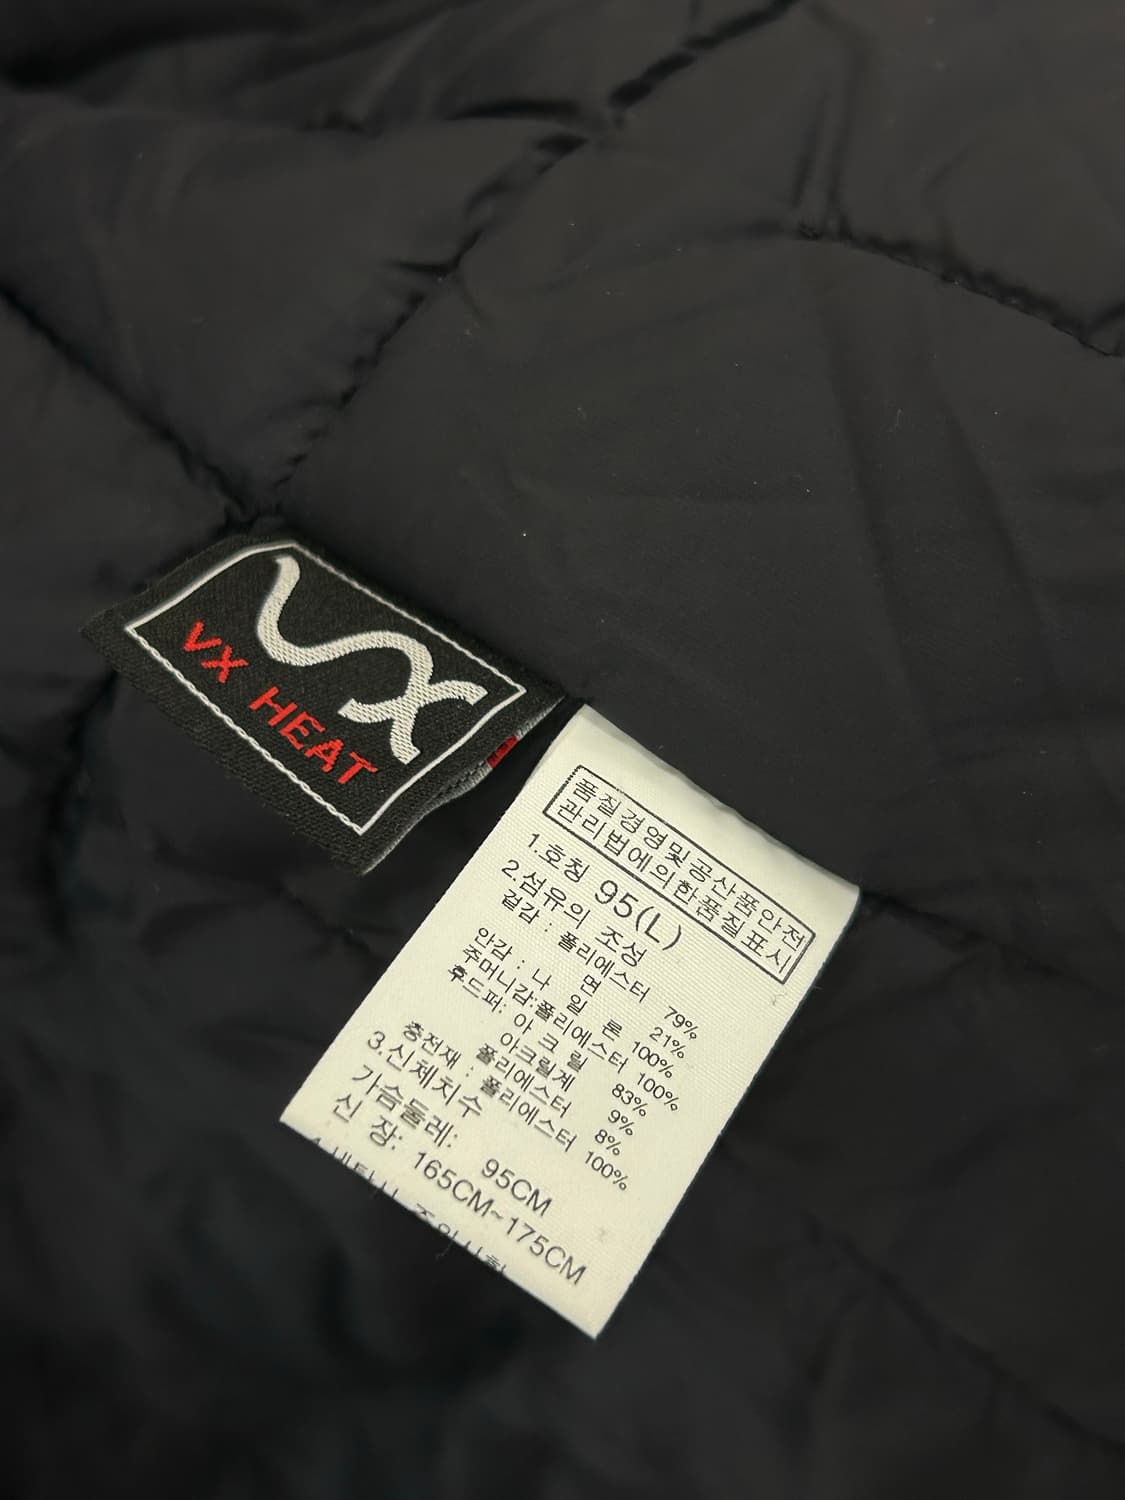 VX
VX HEAT
품질경영및공산품안전
관리법에의한품질표시
1.호칭 95(L)
2.섬유의 조성
겉감 : 폴리에스터 79%
면 21%
안감 : 나 일 론 100%
주머니감:폴리에스터 100%
후드퍼: 아 크 릴 83%
아크릴계 9%
폴리에스터 8%
충전재 : 폴리에스터 100%
3.신체치수
가슴둘레: 95CM
신 장: 165CM~175CM